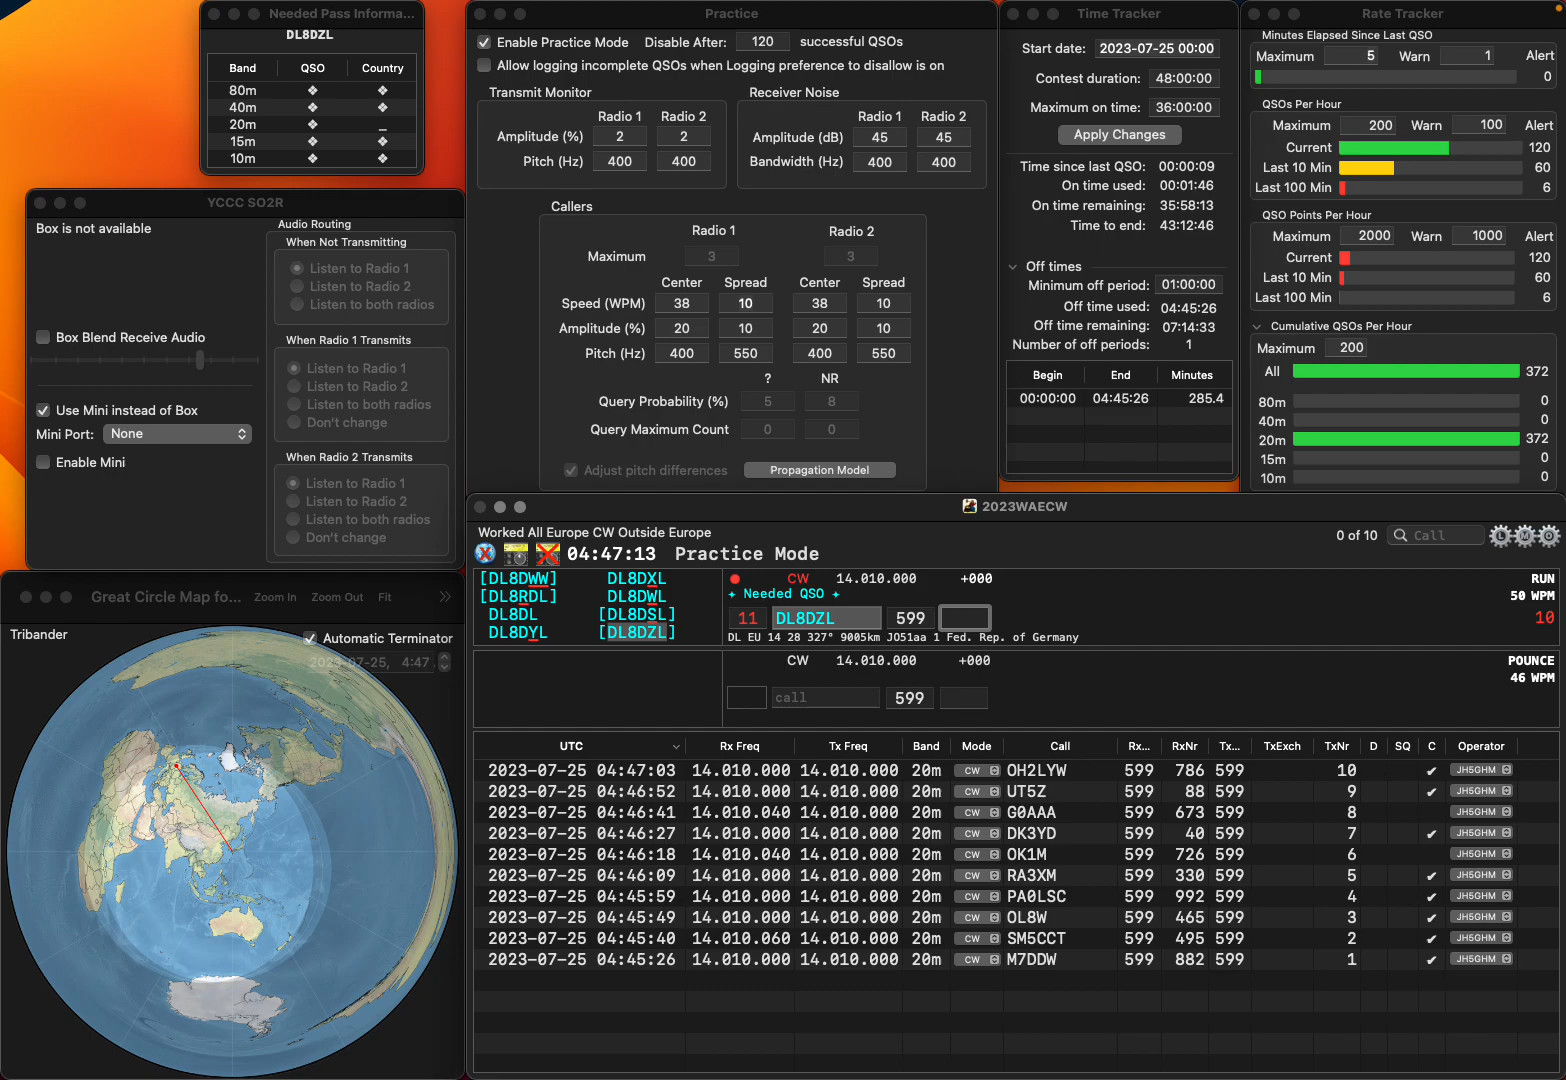 Needed Pass Informa...
DL8DZL
Band QSO Country
80m ❖ ❖
40m ❖ ❖
20m ❖ _
15m ❖ ❖
10m ❖ ❖
YCCC SO2R
Box is not available
Audio Routing
When Not Transmitting
Listen to Radio 1
Listen to Radio 2
Listen to both radios
Box Blend Receive Audio
When Radio 1 Transmits
Listen to Radio 1
Listen to Radio 2
Listen to both radios
Don't change
Use Mini instead of Box
Mini Port: None
Enable Mini
When Radio 2 Transmits
Listen to Radio 1
Listen to Radio 2
Listen to both radios
Don't change
Great Circle Map fo... Zoom In Zoom Out Fit
Tribander
Automatic Terminator
2023-07-25, 4:47
Practice
Enable Practice Mode Disable After: 120 successful QSOs
Allow logging incomplete QSOs when Logging preference to disallow is on
Transmit Monitor
Radio 1 Radio 2
Amplitude (%) 2 2
Pitch (Hz) 400 400
Receiver Noise
Radio 1 Radio 2
Amplitude (dB) 45 45
Bandwidth (Hz) 400 400
Callers
Radio 1 Radio 2
Maximum 3 3
Center Spread Center Spread
Speed (WPM) 38 10 38 10
Amplitude (%) 20 10 20 10
Pitch (Hz) 400 550 400 550
? NR
Query Probability (%) 5 8
Query Maximum Count 0 0
Adjust pitch differences Propagation Model
Time Tracker
Start date: 2023-07-25 00:00
Contest duration: 48:00:00
Maximum on time: 36:00:00
Apply Changes
Time since last QSO: 00:00:09
On time used: 00:01:46
On time remaining: 35:58:13
Time to end: 43:12:46
Off times
Minimum off period: 01:00:00
Off time used: 04:45:26
Off time remaining: 07:14:33
Number of off periods: 1
Begin End Minutes
00:00:00 04:45:26 285.4
Rate Tracker
Minutes Elapsed Since Last QSO
Maximum 5 Warn 1 Alert
0
QSOs Per Hour
Maximum 200 Warn 100 Alert
Current 120
Last 10 Min 60
Last 100 Min 6
QSO Points Per Hour
Maximum 2000 Warn 1000 Alert
Current 120
Last 10 Min 60
Last 100 Min 6
Cumulative QSOs Per Hour
Maximum 200
All 372
80m 0
40m 0
20m 372
15m 0
10m 0
2023WAECW
Worked All Europe CW Outside Europe
0 of 10 Call L M O
04:47:13 Practice Mode
[DL8DWW] DL8DXL
[DL8RDL] DL8DWL
DL8DL [DL8DSL]
DL8DYL [DL8DZL]
CW 14.010.000 +000 RUN
✦ Needed QSO ✦ 50 WPM
11 DL8DZL 599 10
DL EU 14 28 327° 9005km JO51aa 1 Fed. Rep. of Germany
CW 14.010.000 +000 POUNCE
46 WPM
call 599
UTC Rx Freq Tx Freq Band Mode Call Rx... RxNr Tx... TxExch TxNr D SQ C Operator
2023-07-25 04:47:03 14.010.000 14.010.000 20m CW OH2LYW 599 786 599 10 ✔ JH5GHM
2023-07-25 04:46:52 14.010.000 14.010.000 20m CW UT5Z 599 88 599 9 ✔ JH5GHM
2023-07-25 04:46:41 14.010.040 14.010.000 20m CW G0AAA 599 673 599 8 JH5GHM
2023-07-25 04:46:27 14.010.000 14.010.000 20m CW DK3YD 599 40 599 7 ✔ JH5GHM
2023-07-25 04:46:18 14.010.040 14.010.000 20m CW OK1M 599 726 599 6 JH5GHM
2023-07-25 04:46:09 14.010.000 14.010.000 20m CW RA3XM 599 330 599 5 ✔ JH5GHM
2023-07-25 04:45:59 14.010.000 14.010.000 20m CW PA0LSC 599 992 599 4 ✔ JH5GHM
2023-07-25 04:45:49 14.010.000 14.010.000 20m CW OL8W 599 465 599 3 ✔ JH5GHM
2023-07-25 04:45:40 14.010.060 14.010.000 20m CW SM5CCT 599 495 599 2 ✔ JH5GHM
2023-07-25 04:45:26 14.010.000 14.010.000 20m CW M7DDW 599 882 599 1 ✔ JH5GHM